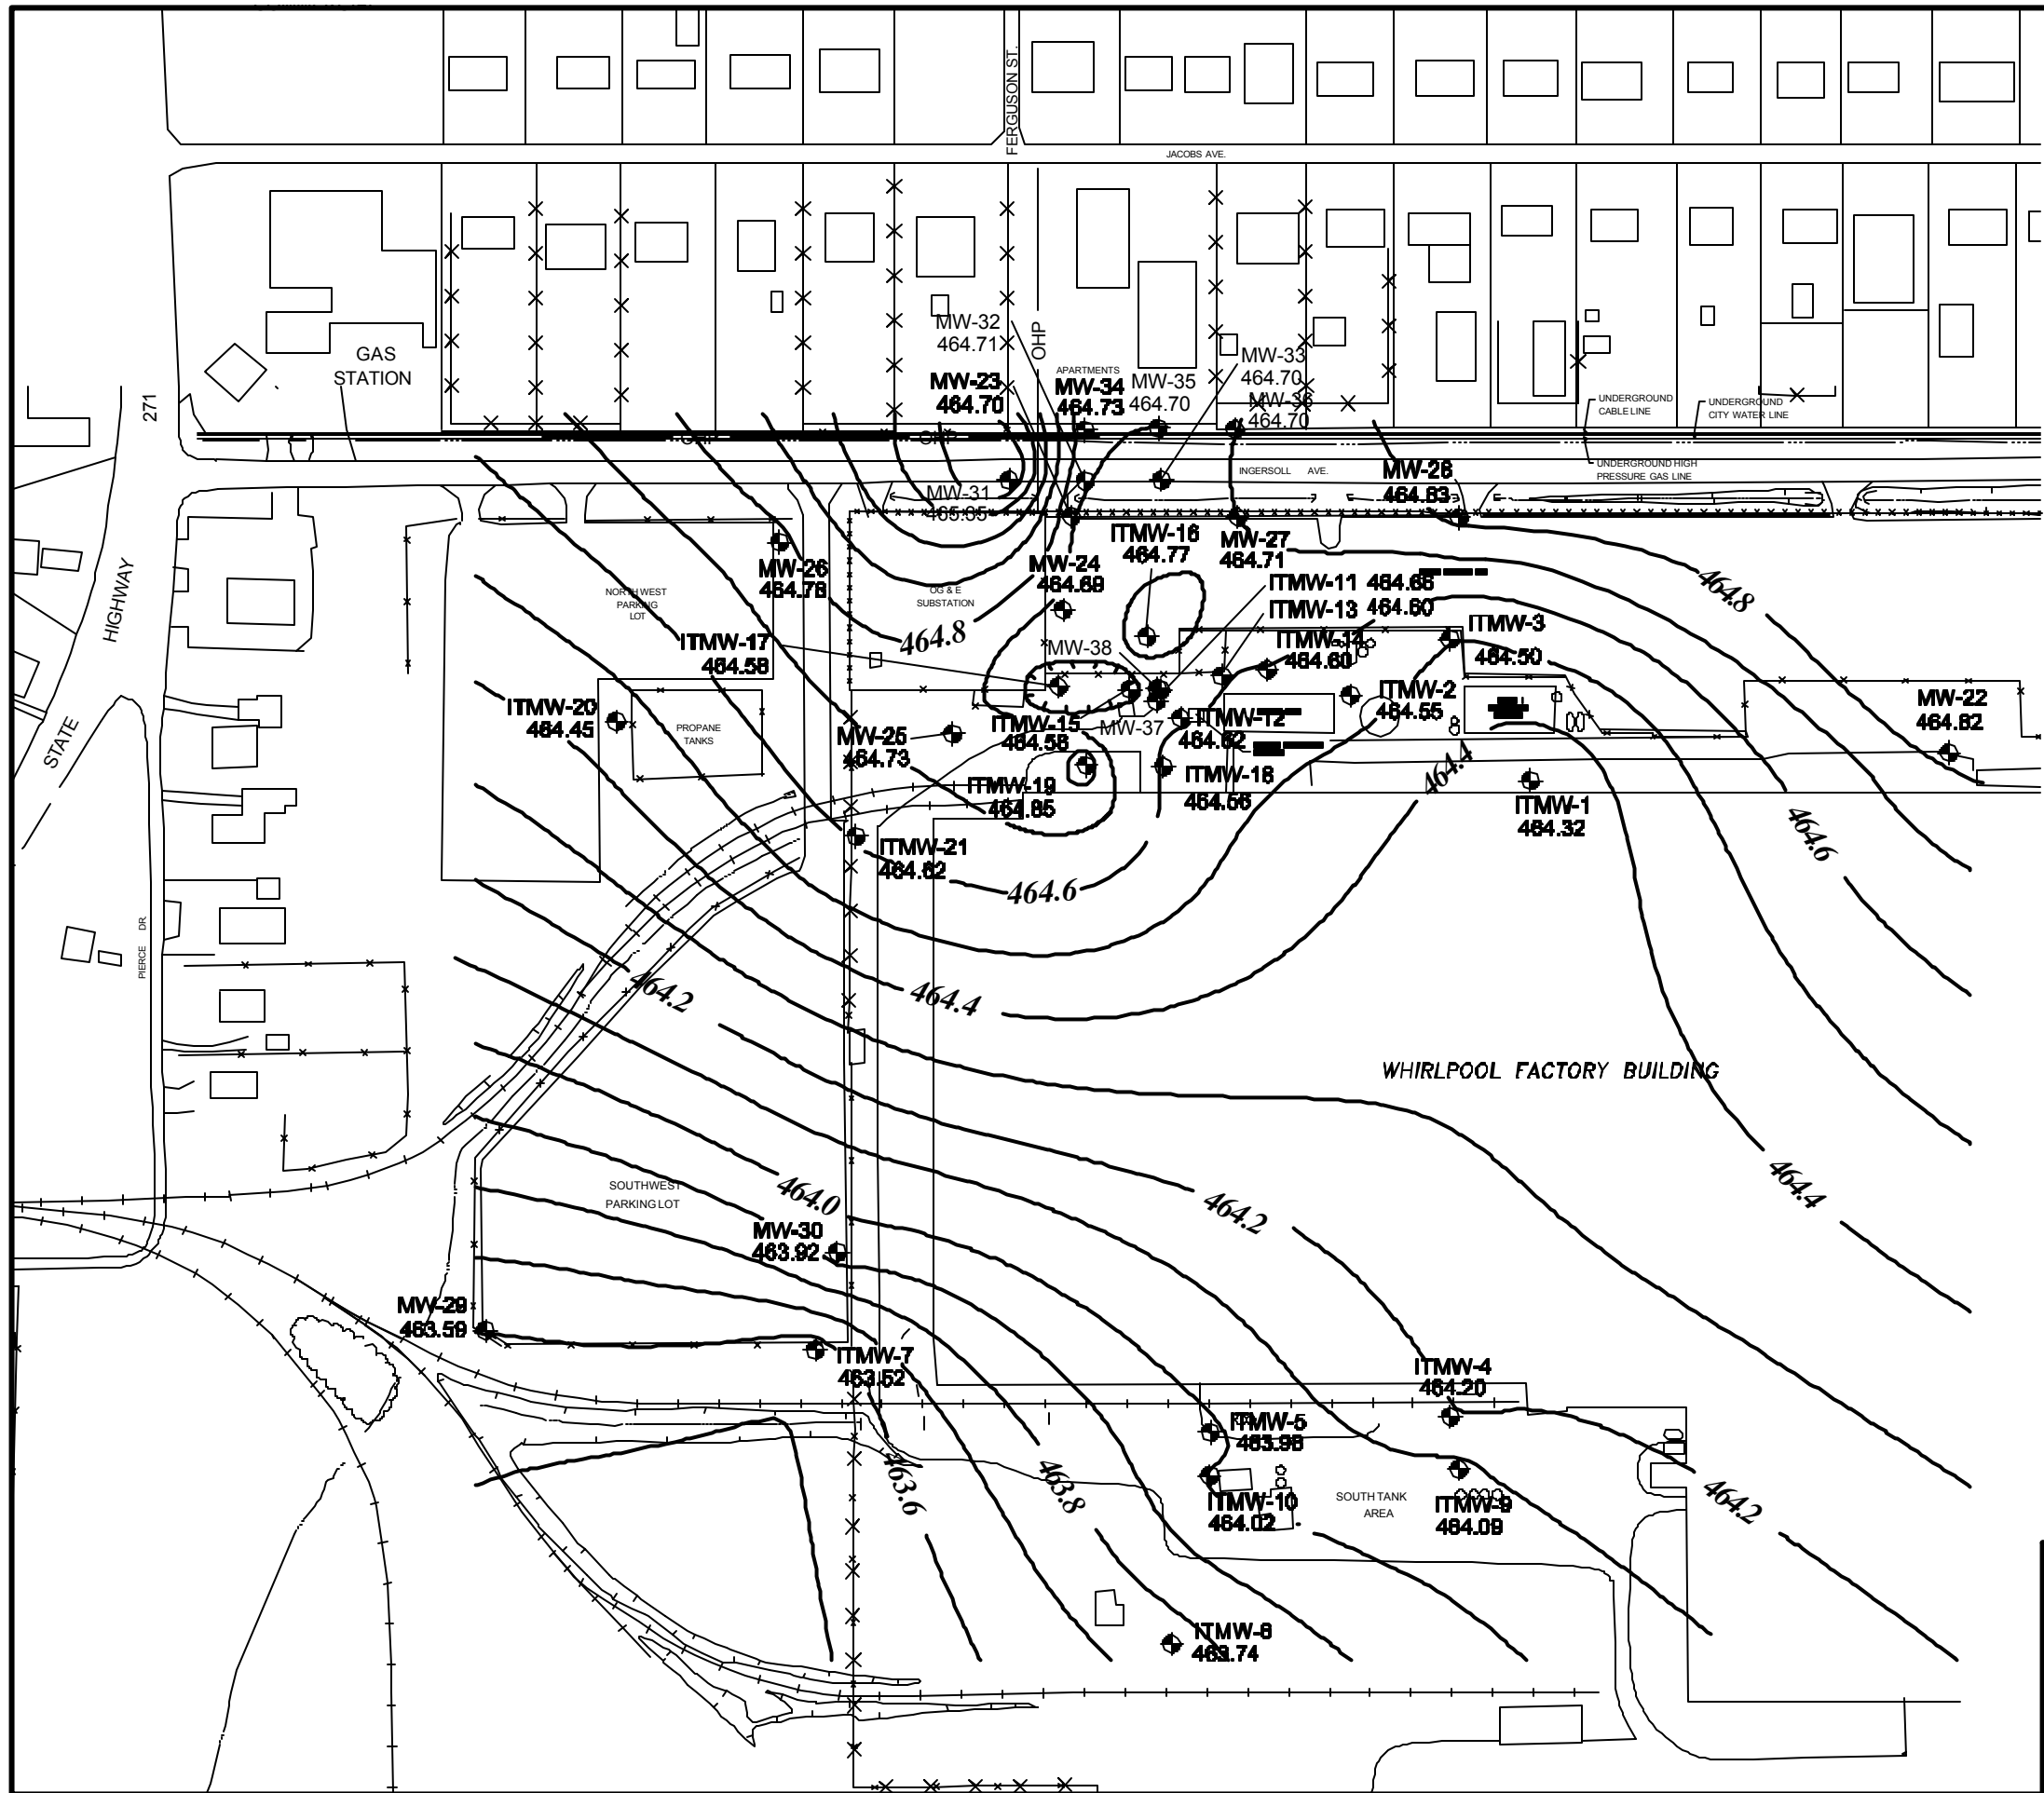 FERGUSON ST.
JACOBS AVE.
GAS
STATION
271
OHP
MW-32
464.71
MW-33
464.70
MW-23
464.70
APARTMENTS
MW-34
464.73
MW-35
464.70
MW-36
464.70
UNDERGROUND
CABLE LINE
UNDERGROUND
CITY WATER LINE
OHP
OHP
INGERSOLL AVE.
UNDERGROUND HIGH
PRESSURE GAS LINE
MW-28
464.83
MW-31
465.35
ITMW-16
464.77
MW-27
464.71
MW-26
464.78
MW-24
464.69
NORTHWEST
PARKING
LOT
OG & E
SUBSTATION
ITMW-11 464.68
ITMW-13 464.60
464.8
464.8
STATE HIGHWAY
ITMW-17
464.58
MW-38
ITMW-14
464.60
ITMW-3
464.50
ITMW-20
464.45
PROPANE
TANKS
MW-25
464.73
ITMW-15
464.58
MW-37
ITMW-12
464.62
ITMW-2
464.55
MW-22
464.82
ITMW-19
464.85
ITMW-18
464.56
464.4
ITMW-1
464.32
464.6
ITMW-21
464.62
464.6
PIERCE DR.
464.2
464.4
WHIRLPOOL FACTORY BUILDING
SOUTHWEST
PARKING LOT
464.0
464.2
464.4
MW-30
463.92
MW-29
463.59
ITMW-7
463.52
ITMW-4
464.20
ITMW-5
463.98
463.6
463.8
ITMW-10
464.02
SOUTH TANK
AREA
ITMW-9
464.09
464.2
ITMW-8
463.74